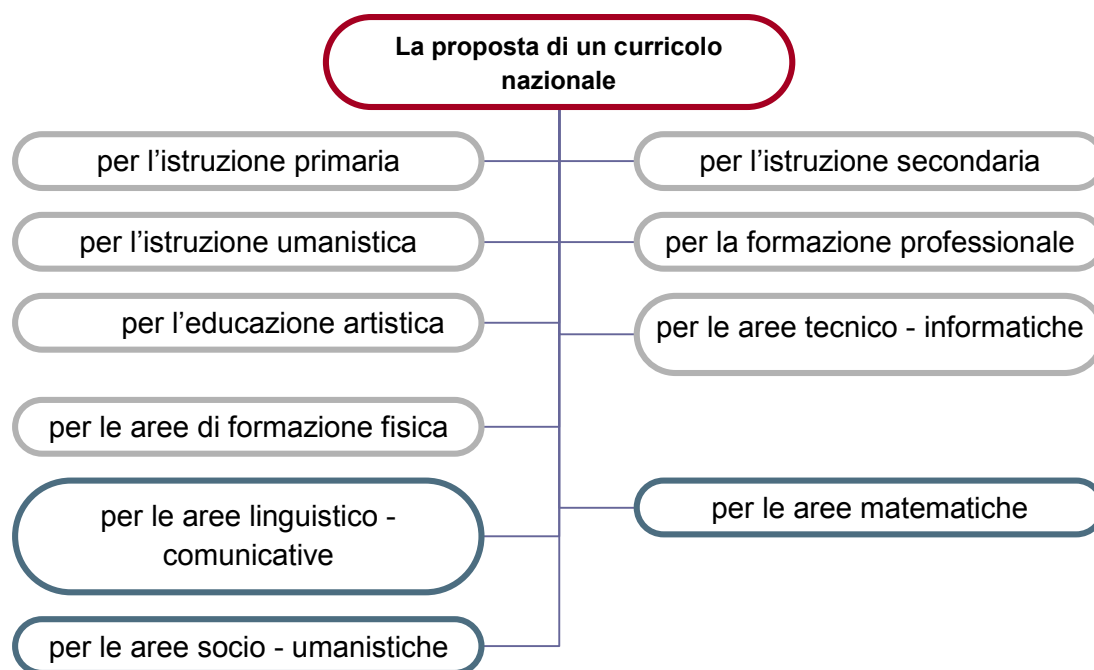 La proposta di un curricolo
nazionale
per l'istruzione primaria
per l'istruzione secondaria
per l'istruzione umanistica
per la formazione professionale
per l'educazione artistica
per le aree tecnico - informatiche
per le aree di formazione fisica
per le aree linguistico -
comunicative
per le aree matematiche
per le aree socio - umanistiche